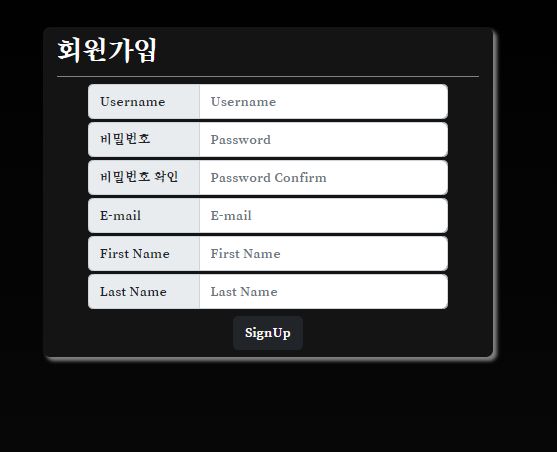 회원가입
Username Username
비밀번호 Password
비밀번호 확인 Password Confirm
E-mail E-mail
First Name First Name
Last Name Last Name
SignUp